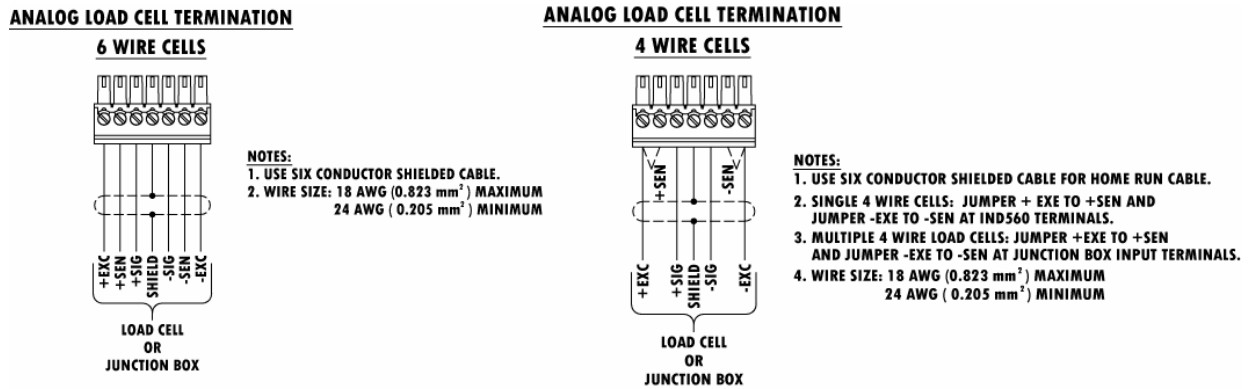 ANALOG LOAD CELL TERMINATION
6 WIRE CELLS
NOTES:
1. USE SIX CONDUCTOR SHIELDED CABLE.
2. WIRE SIZE: 18 AWG (0.823 mm²) MAXIMUM
24 AWG ( 0.205 mm²) MINIMUM
+EXC
+SEN
+SIG
SHIELD
-SIG
-SEN
-EXC
LOAD CELL
OR
JUNCTION BOX
ANALOG LOAD CELL TERMINATION
4 WIRE CELLS
+SEN
-SEN
NOTES:
1. USE SIX CONDUCTOR SHIELDED CABLE FOR HOME RUN CABLE.
2. SINGLE 4 WIRE CELLS: JUMPER + EXE TO +SEN AND
JUMPER -EXE TO -SEN AT IND560 TERMINALS.
3. MULTIPLE 4 WIRE LOAD CELLS: JUMPER +EXE TO +SEN
AND JUMPER -EXE TO -SEN AT JUNCTION BOX INPUT TERMINALS.
4. WIRE SIZE: 18 AWG (0.823 mm²) MAXIMUM
24 AWG ( 0.205 mm²) MINIMUM
+EXC
+SIG
SHIELD
-SIG
-EXC
LOAD CELL
OR
JUNCTION BOX